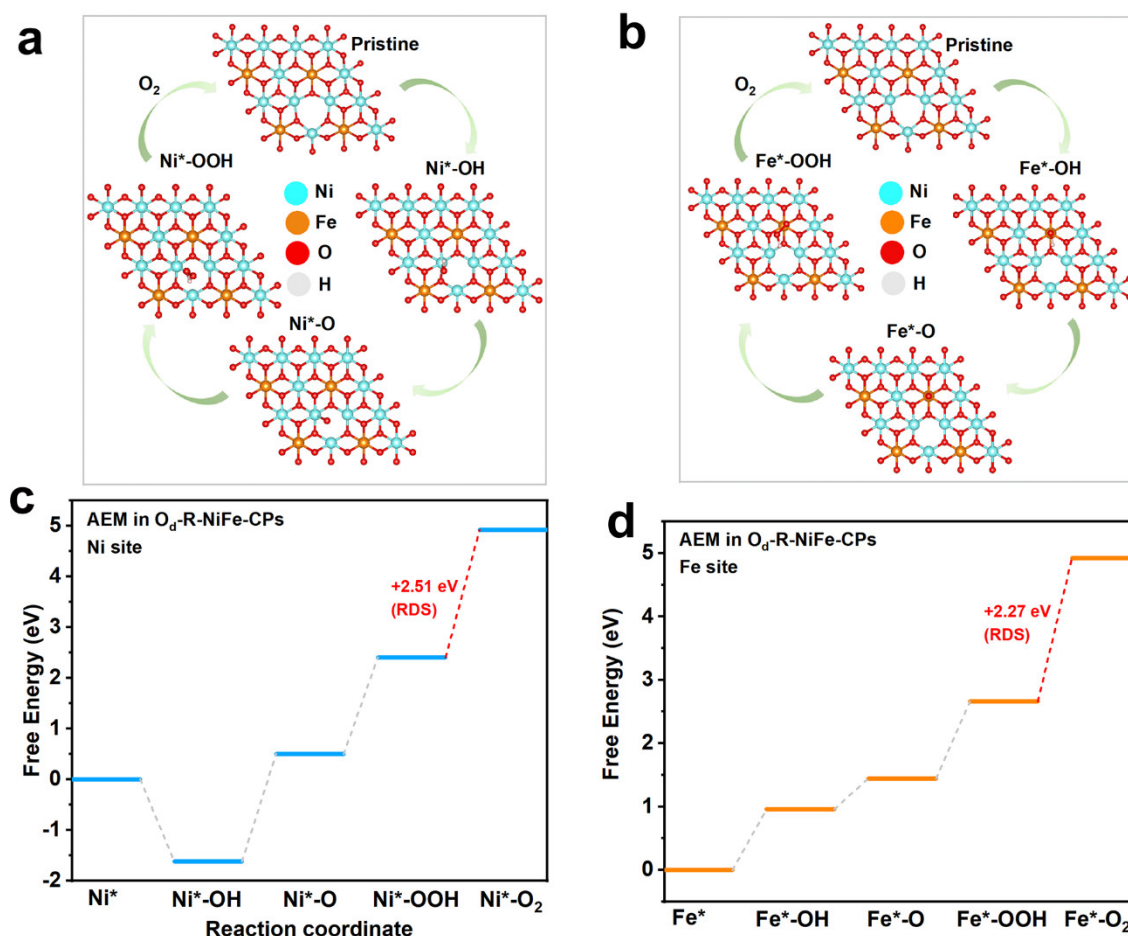 a
Pristine
O₂
Ni*-OOH
Ni*-OH
Ni
Fe
O
H
Ni*-O
b
Pristine
O₂
Fe*-OOH
Fe*-OH
Ni
Fe
O
H
Fe*-O
c
AEM in O_d-R-NiFe-CPs
Ni site
+2.51 eV
(RDS)
Free Energy (eV)
5
4
3
2
1
0
-1
-2
Ni*
Ni*-OH
Ni*-O
Ni*-OOH
Ni*-O₂
Reaction coordinate
d
AEM in O_d-R-NiFe-CPs
Fe site
+2.27 eV
(RDS)
Free Energy (eV)
5
4
3
2
1
0
Fe*
Fe*-OH
Fe*-O
Fe*-OOH
Fe*-O₂